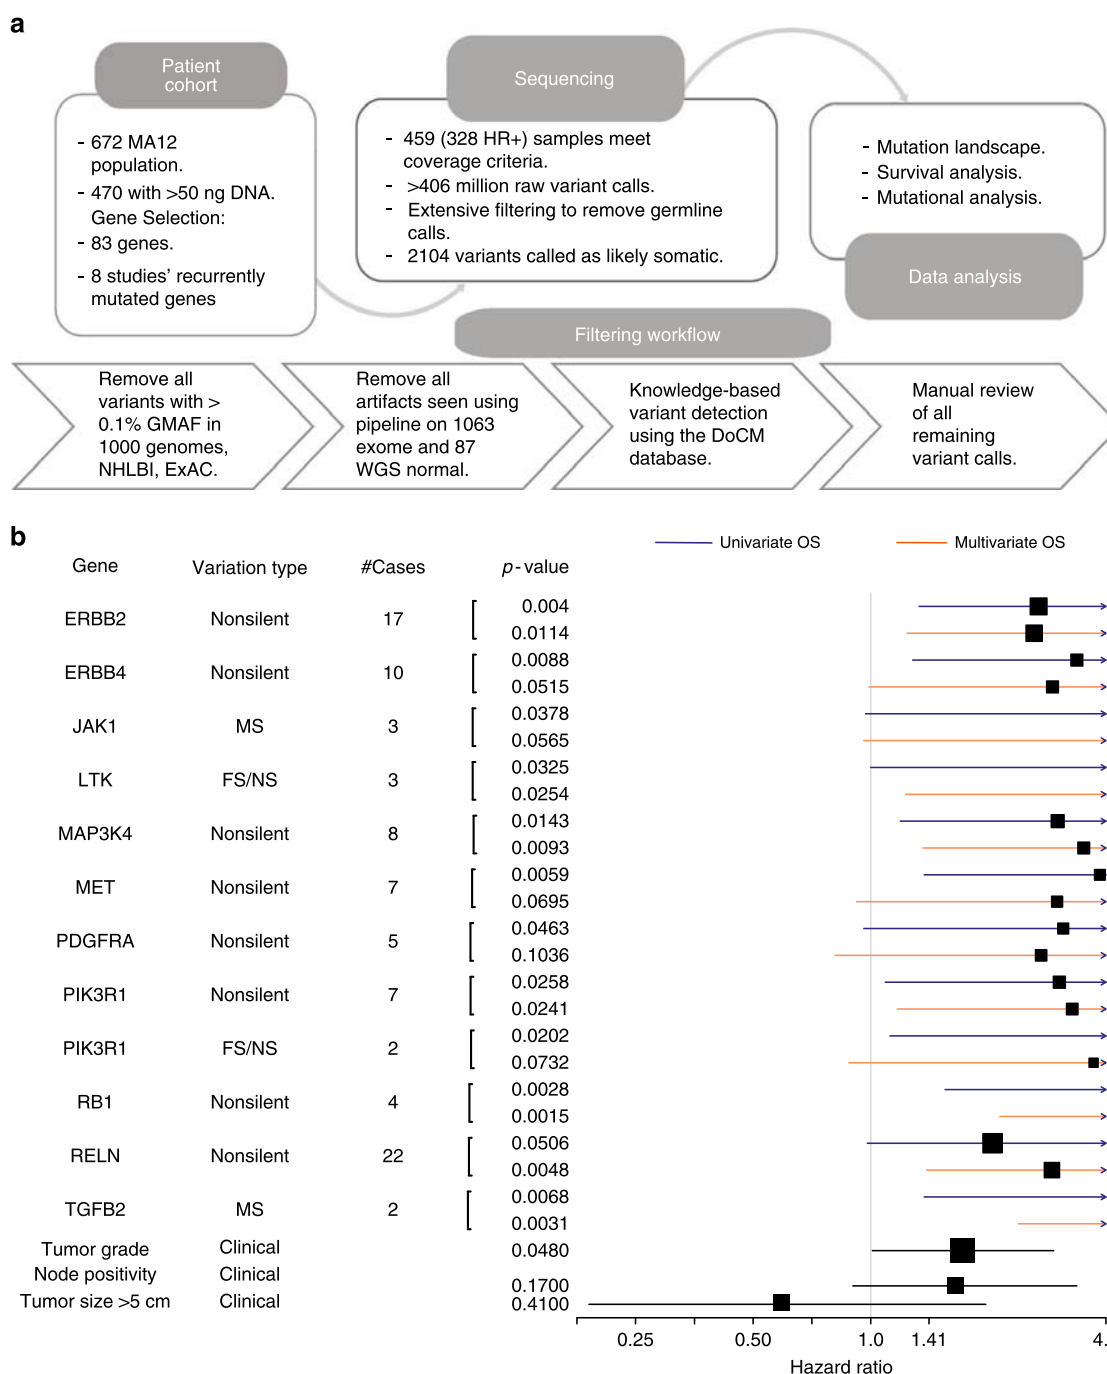 a
Patient
cohort
- 672 MA12
population.
- 470 with >50 ng DNA.
Gene Selection:
- 83 genes.
- 8 studies’ recurrently
mutated genes
Sequencing
- 459 (328 HR+) samples meet
coverage criteria.
- >406 million raw variant calls.
- Extensive filtering to remove germline
calls.
- 2104 variants called as likely somatic.
- Mutation landscape.
- Survival analysis.
- Mutational analysis.
Data analysis
Filtering workflow
Remove all
variants with >
0.1% GMAF in
1000 genomes,
NHLBI, ExAC.
Remove all
artifacts seen using
pipeline on 1063
exome and 87
WGS normal.
Knowledge-based
variant detection
using the DoCM
database.
Manual review
of all
remaining
variant calls.
b
Univariate OS Multivariate OS
Gene Variation type #Cases p-value
ERBB2 Nonsilent 17 0.004
0.0114
ERBB4 Nonsilent 10 0.0088
0.0515
JAK1 MS 3 0.0378
0.0565
LTK FS/NS 3 0.0325
0.0254
MAP3K4 Nonsilent 8 0.0143
0.0093
MET Nonsilent 7 0.0059
0.0695
PDGFRA Nonsilent 5 0.0463
0.1036
PIK3R1 Nonsilent 7 0.0258
0.0241
PIK3R1 FS/NS 2 0.0202
0.0732
RB1 Nonsilent 4 0.0028
0.0015
RELN Nonsilent 22 0.0506
0.0048
TGFB2 MS 2 0.0068
0.0031
Tumor grade Clinical 0.0480
Node positivity Clinical 0.1700
Tumor size >5 cm Clinical 0.4100
0.25 0.50 1.0 1.41 4.
Hazard ratio